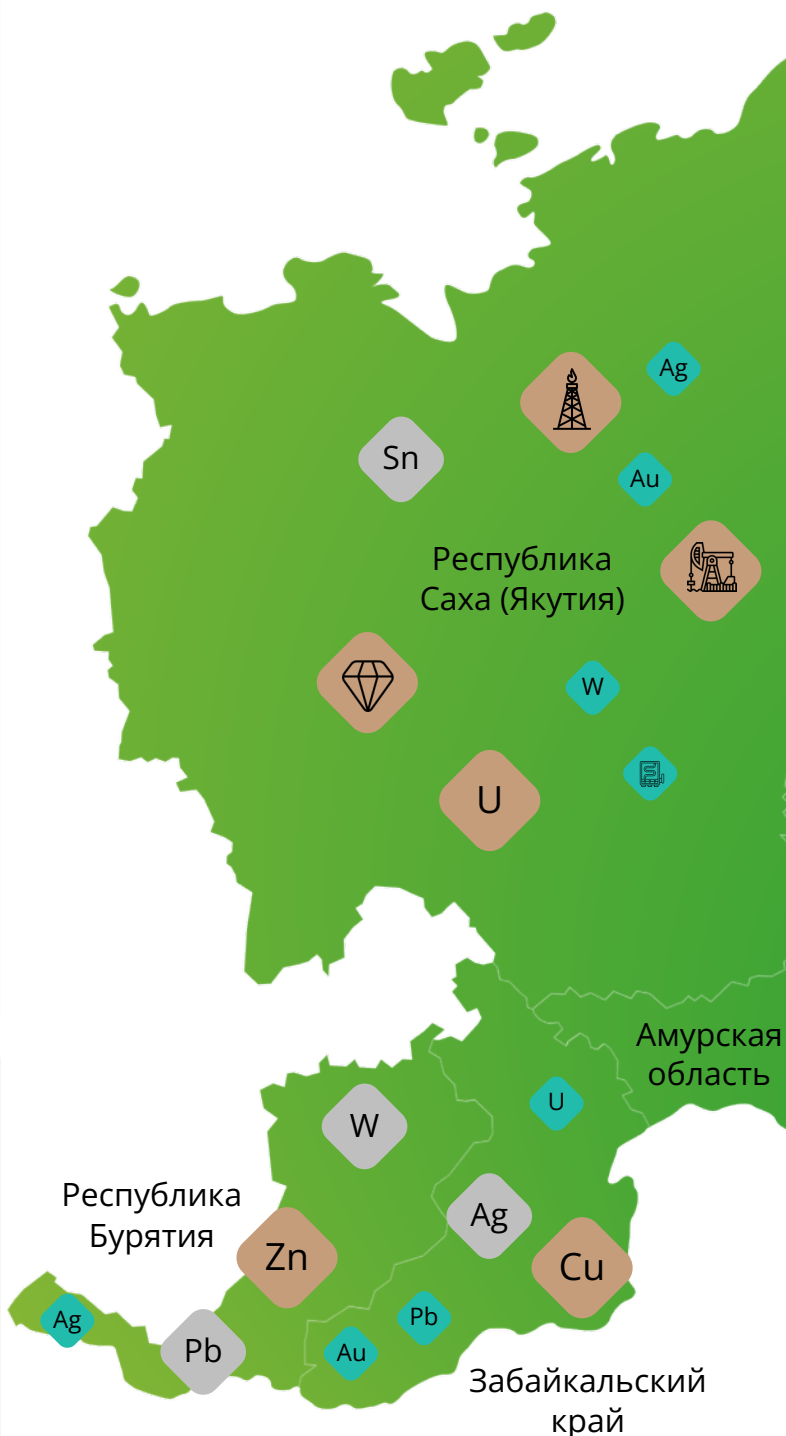 Ag
Sn
Au
Республика
Саха (Якутия)
W
U
Амурская
область
U
W
Республика
Бурятия
Ag
Zn
Cu
Ag
Pb
Pb
Au
Забайкальский
край